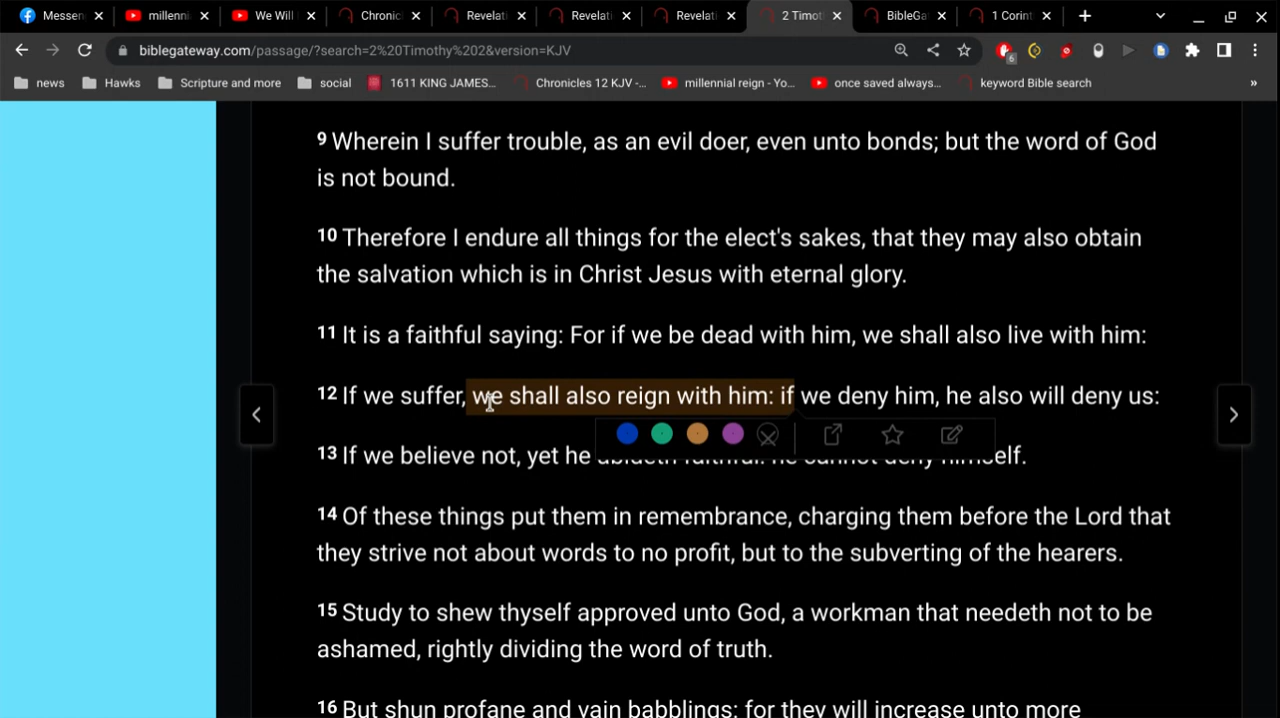 Messen
millenni
We Will
Chronic
Revelati
Revelati
Revelati
2 Timot
BibleGa
1 Corint
biblegateway.com/passage/?search=2%20Timothy%202&version=KJV
6
news
Hawks
Scripture and more
social
1611 KING JAMES...
Chronicles 12 KJV -...
millennial reign - Yo...
once saved always...
keyword Bible search
»
9 Wherein I suffer trouble, as an evil doer, even unto bonds; but the word of God
is not bound.
10 Therefore I endure all things for the elect's sakes, that they may also obtain
the salvation which is in Christ Jesus with eternal glory.
11 It is a faithful saying: For if we be dead with him, we shall also live with him:
12 If we suffer, we shall also reign with him: if we deny him, he also will deny us:
13 If we believe not, yet he abideth faithful: he cannot deny himself.
14 Of these things put them in remembrance, charging them before the Lord that
they strive not about words to no profit, but to the subverting of the hearers.
15 Study to shew thyself approved unto God, a workman that needeth not to be
ashamed, rightly dividing the word of truth.
16 But shun profane and vain babblings: for they will increase unto more